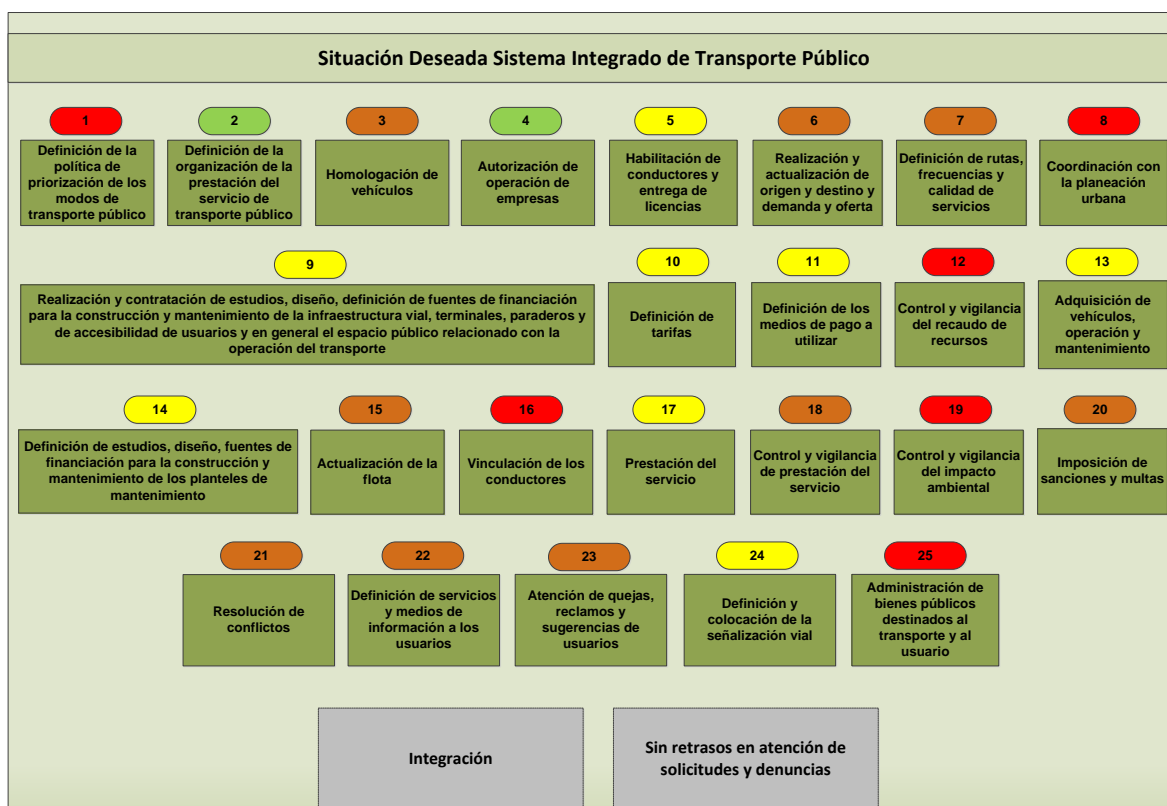 Situación Deseada Sistema Integrado de Transporte Público
1
Definición de la
política de
priorización de los
modos de
transporte público
2
Definición de la
organización de la
prestación del
servicio de
transporte público
3
Homologación de
vehículos
4
Autorización de
operación de
empresas
5
Habilitación de
conductores y
entrega de
licencias
6
Realización y
actualización de
origen y destino y
demanda y oferta
7
Definición de rutas,
frecuencias y
calidad de
servicios
8
Coordinación con
la planeación
urbana
9
Realización y contratación de estudios, diseño, definición de fuentes de financiación
para la construcción y mantenimiento de la infraestructura vial, terminales, paraderos y
de accesibilidad de usuarios y en general el espacio público relacionado con la
operación del transporte
10
Definición de
tarifas
11
Definición de los
medios de pago a
utilizar
12
Control y vigilancia
del recaudo de
recursos
13
Adquisición de
vehículos,
operación y
mantenimiento
14
Definición de estudios, diseño, fuentes de
financiación para la construcción y
mantenimiento de los planteles de
mantenimiento
15
Actualización de la
flota
16
Vinculación de los
conductores
17
Prestación del
servicio
18
Control y vigilancia
de prestación del
servicio
19
Control y vigilancia
del impacto
ambiental
20
Imposición de
sanciones y multas
21
Resolución de
conflictos
22
Definición de servicios
y medios de
información a los
usuarios
23
Atención de quejas,
reclamos y
sugerencias de
usuarios
24
Definición y
colocación de la
señalización vial
25
Administración de
bienes públicos
destinados al
transporte y al
usuario
Integración
Sin retrasos en atención de
solicitudes y denuncias